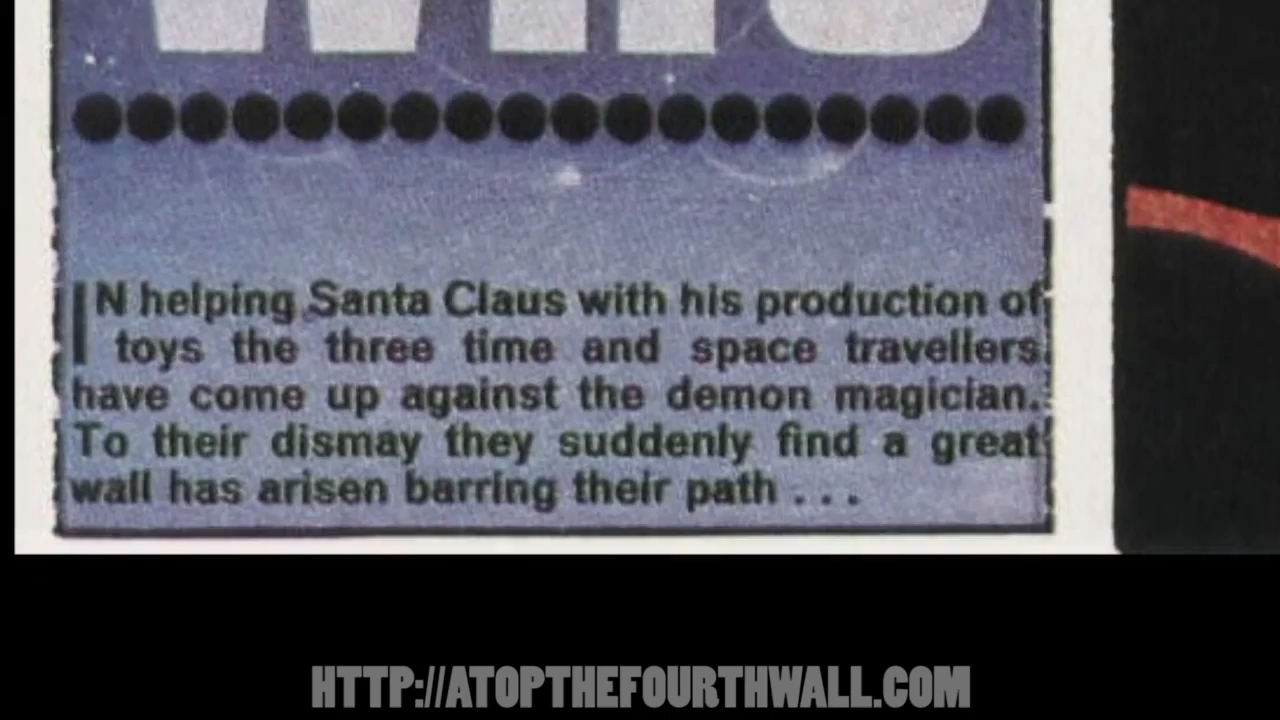 WHO
IN helping Santa Claus with his production of
toys the three time and space travellers
have come up against the demon magician.
To their dismay they suddenly find a great
wall has arisen barring their path . . .
HTTP://ATOPTHEFOURTHWALL.COM